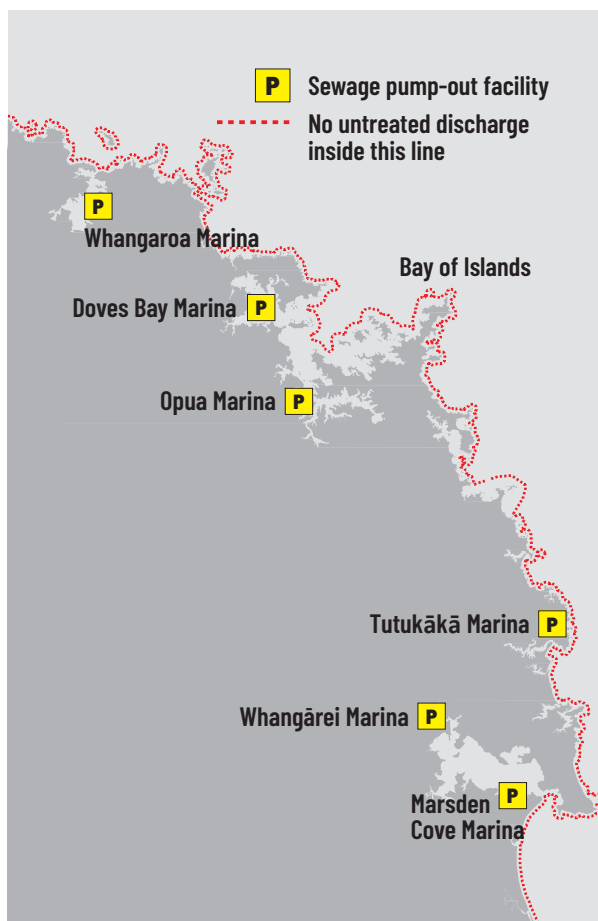 P Sewage pump-out facility
No untreated discharge
inside this line
P
Whangaroa Marina
Bay of Islands
Doves Bay Marina P
Opua Marina P
Tutukākā Marina P
Whangārei Marina P
P
Marsden
Cove Marina